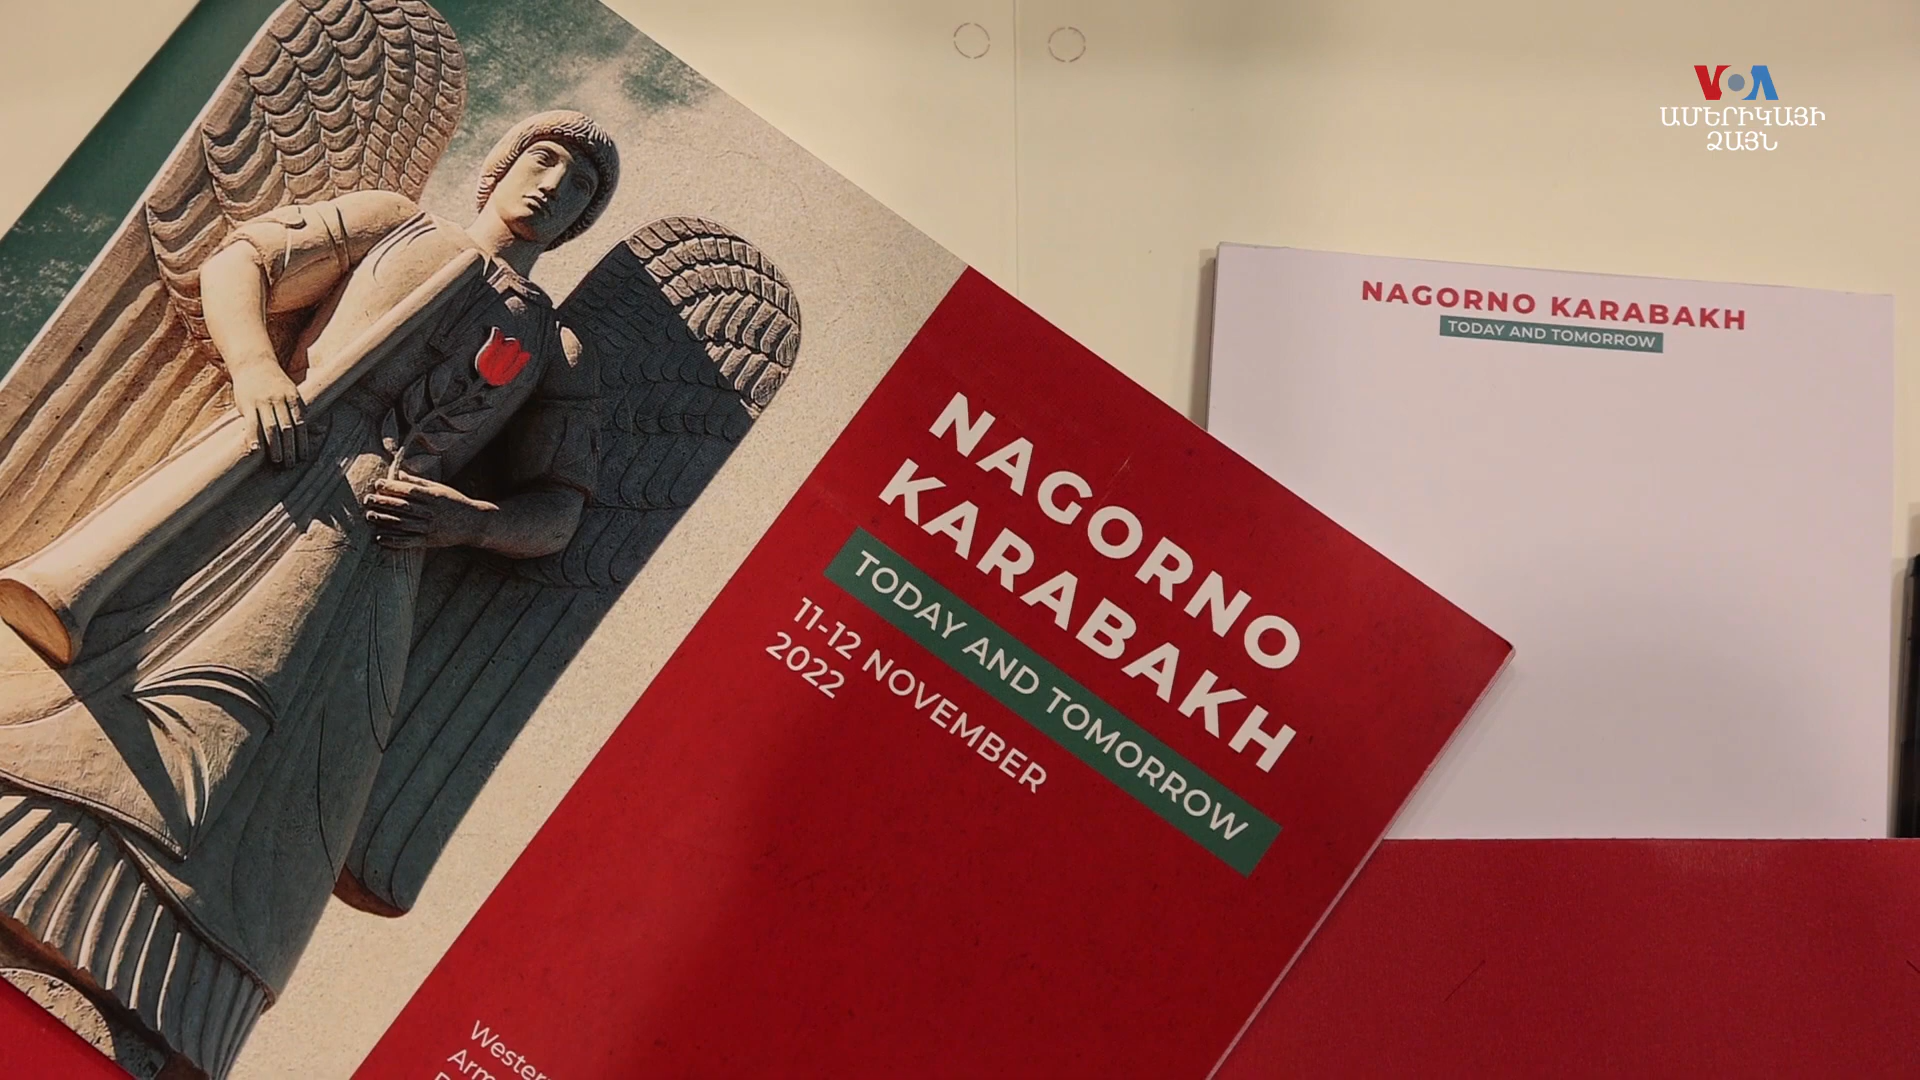 VOA
ԱՄԵՐԻԿԱՅԻ
ՁԱՅՆ
NAGORNO KARABAKH
TODAY AND TOMORROW
NAGORNO
KARABAKH
TODAY AND TOMORROW
11-12 NOVEMBER
2022